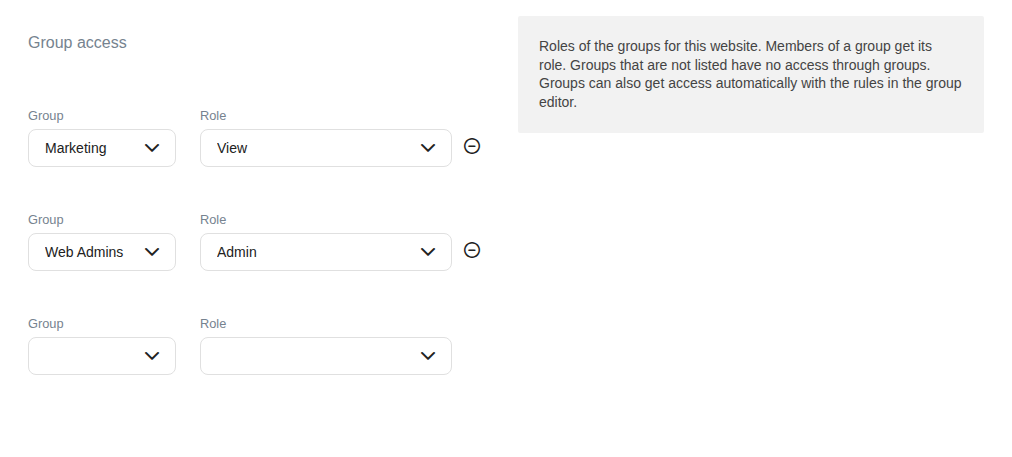 Group access
Roles of the groups for this website. Members of a group get its
role. Groups that are not listed have no access through groups.
Groups can also get access automatically with the rules in the group
editor.
Group Role
Marketing View
Group Role
Web Admins Admin
Group Role